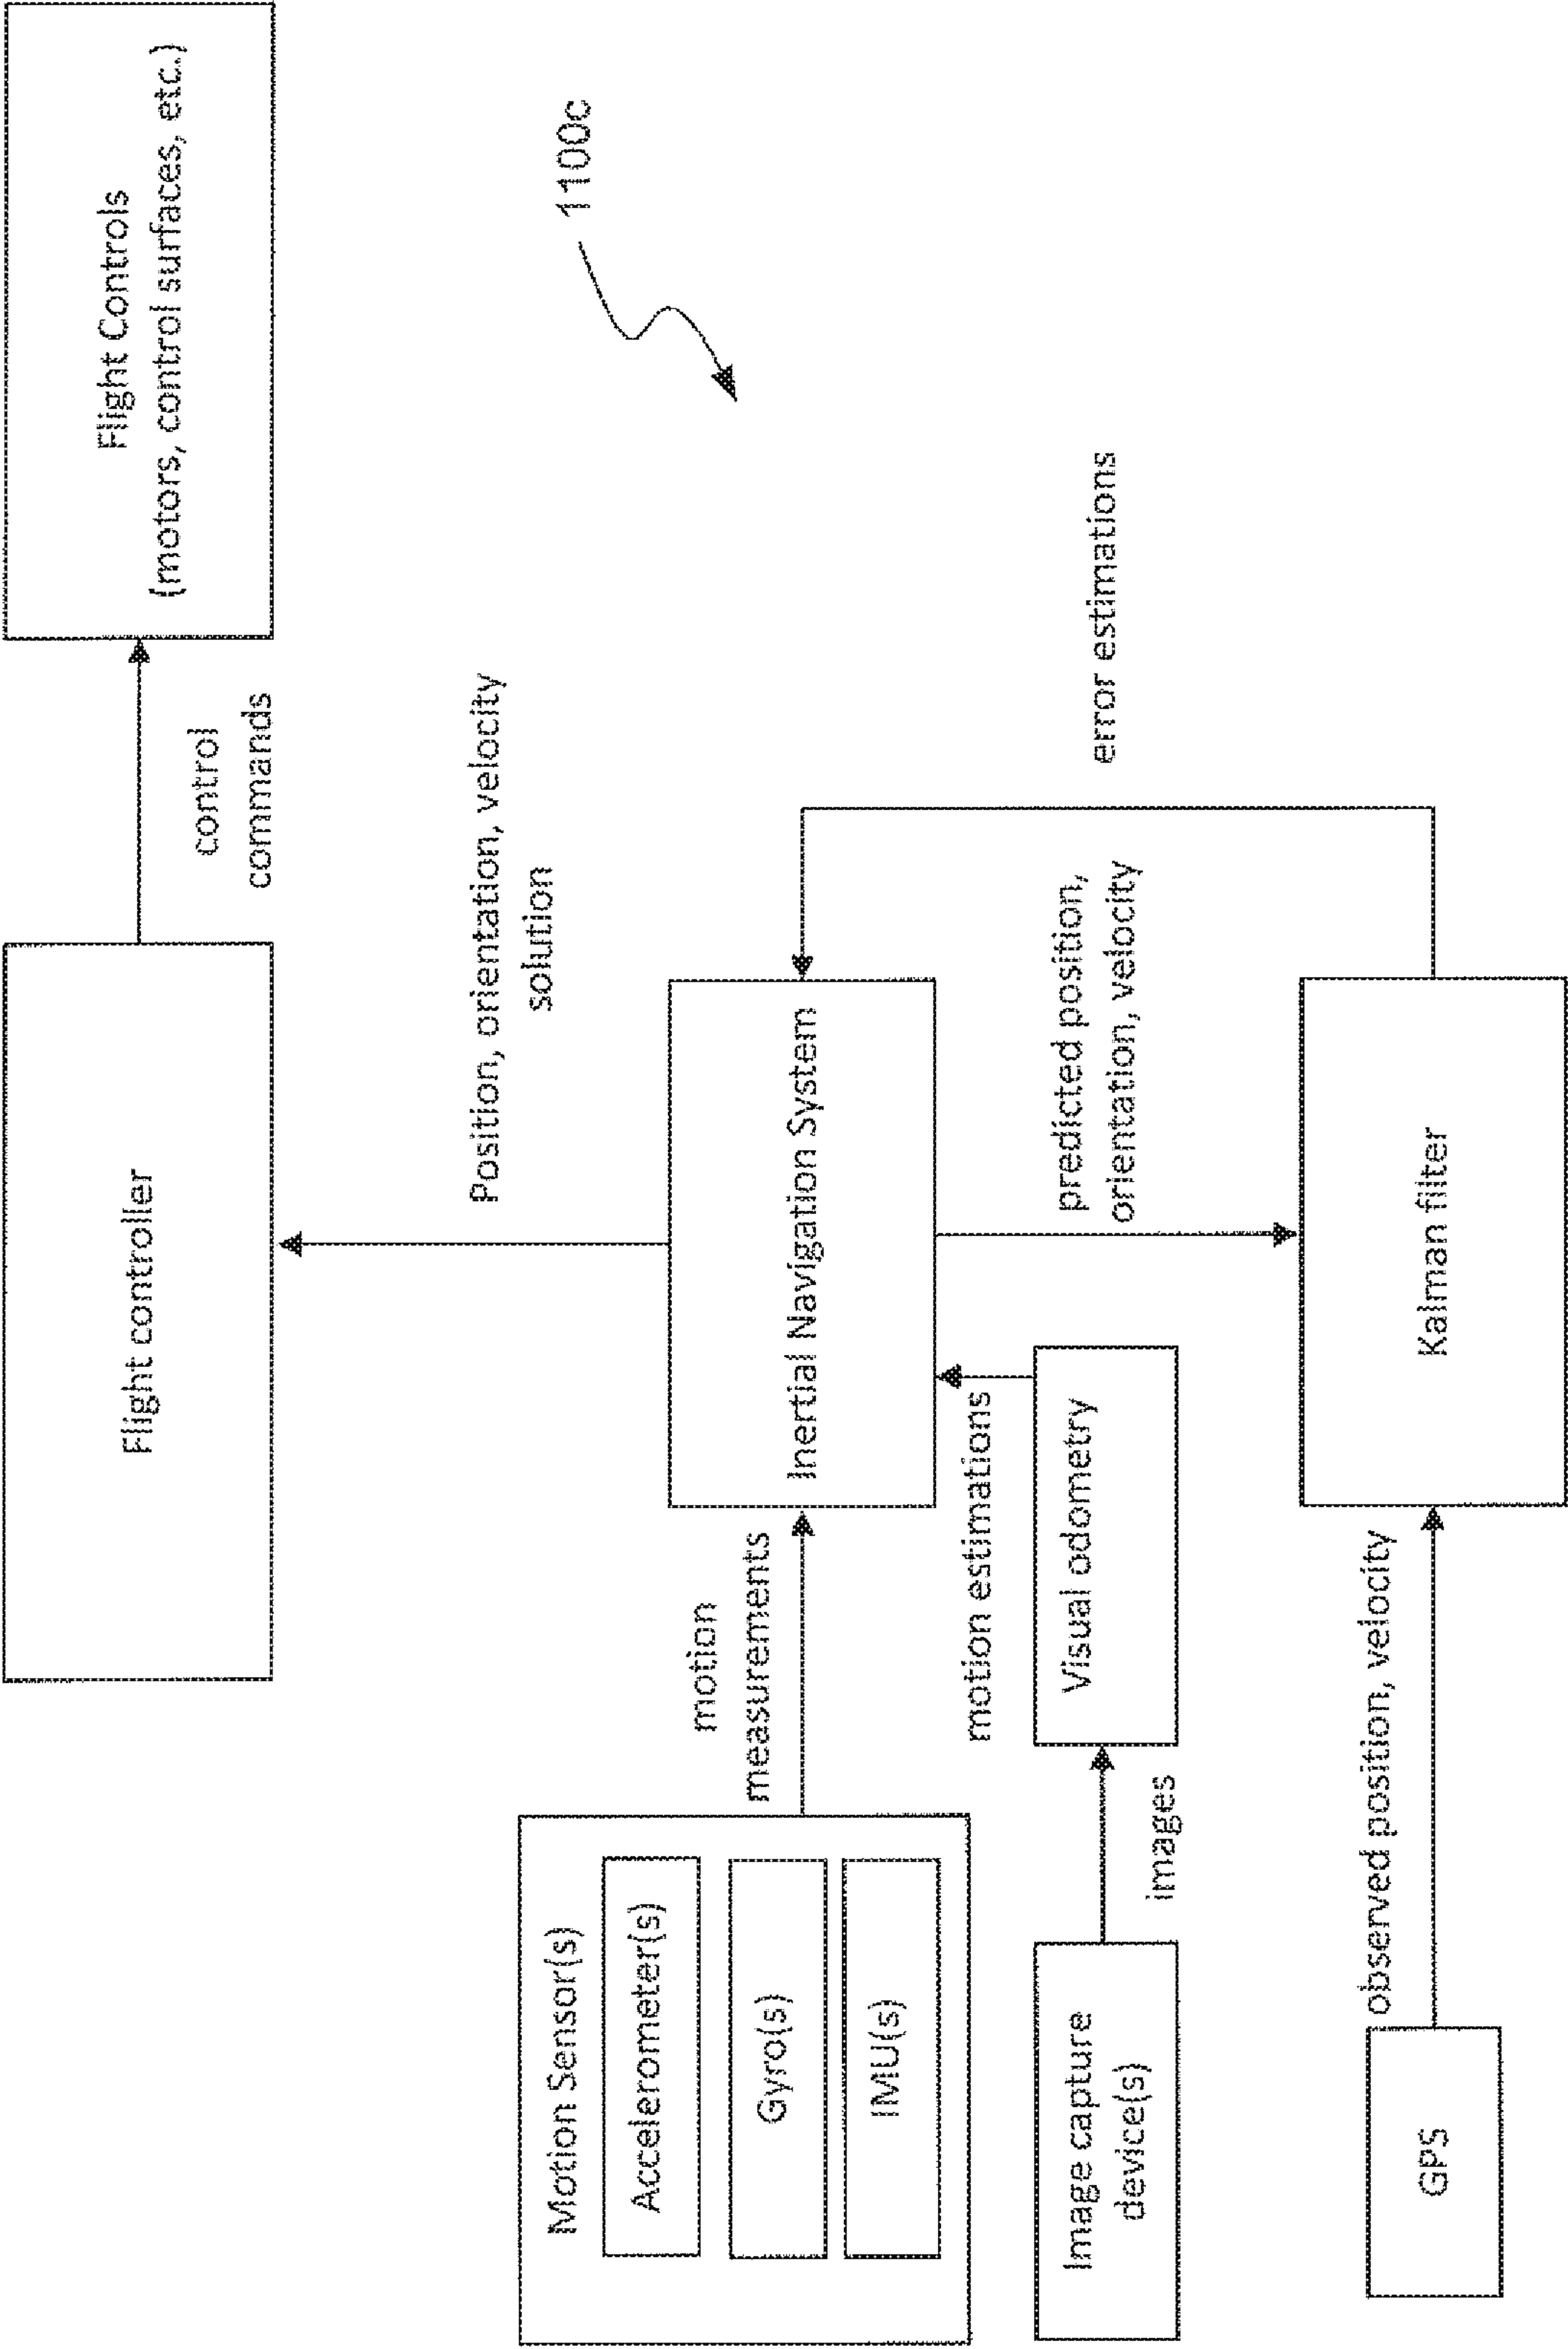 Flight controller
control
commands
Flight Controls
(motors, control surfaces, etc.)
Position, orientation, velocity
solution
1100c
Motion Sensor(s)
Accelerometer(s)
Gyro(s)
IMU(s)
motion
measurements
Inertial Navigation System
error estimations
motion estimations
predicted position,
orientation, velocity
Image capture
device(s)
images
Visual odometry
GPS
observed position, velocity
Kalman filter